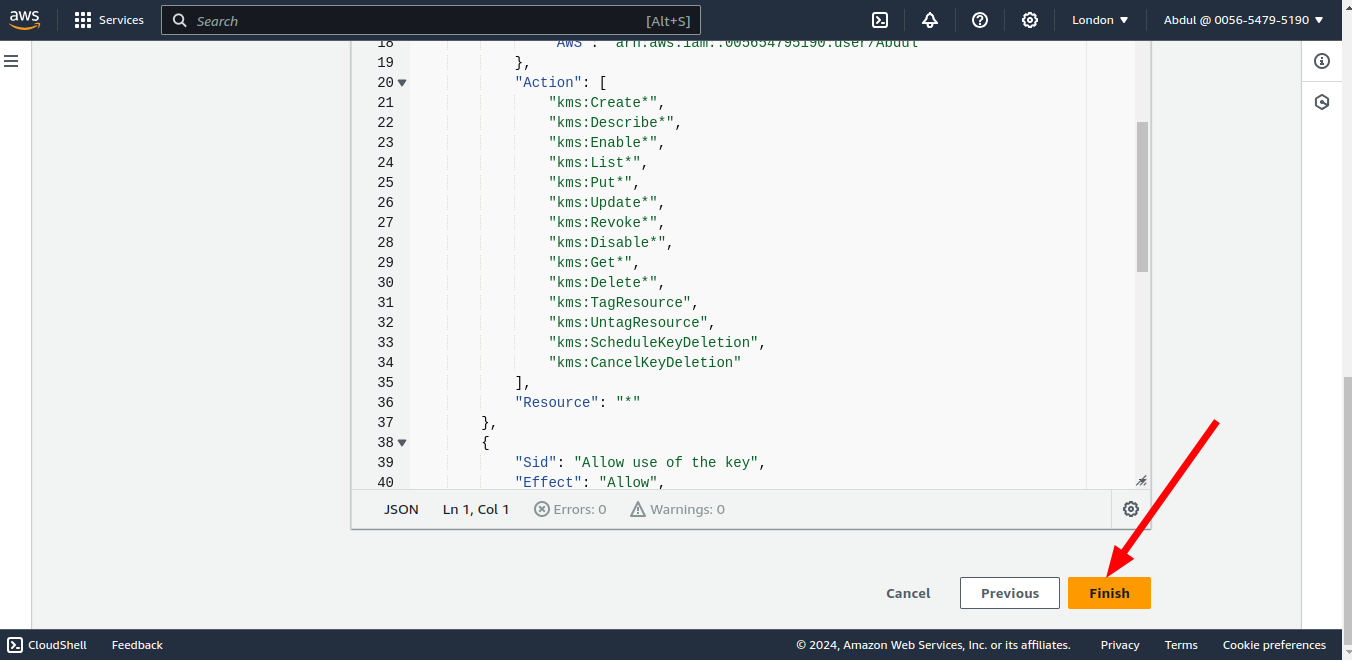 aws Services Search [Alt+S] London Abdul @ 0056-5479-5190
18 "AWS": "arn:aws:iam::005654795190:user/Abdul"
19 },
20 "Action": [
21 "kms:Create*",
22 "kms:Describe*",
23 "kms:Enable*",
24 "kms:List*",
25 "kms:Put*",
26 "kms:Update*",
27 "kms:Revoke*",
28 "kms:Disable*",
29 "kms:Get*",
30 "kms:Delete*",
31 "kms:TagResource",
32 "kms:UntagResource",
33 "kms:ScheduleKeyDeletion",
34 "kms:CancelKeyDeletion"
35 ],
36 "Resource": "*"
37 },
38 {
39 "Sid": "Allow use of the key",
40 "Effect": "Allow",
JSON Ln 1, Col 1 Errors: 0 Warnings: 0
Cancel Previous Finish
CloudShell Feedback © 2024, Amazon Web Services, Inc. or its affiliates. Privacy Terms Cookie preferences